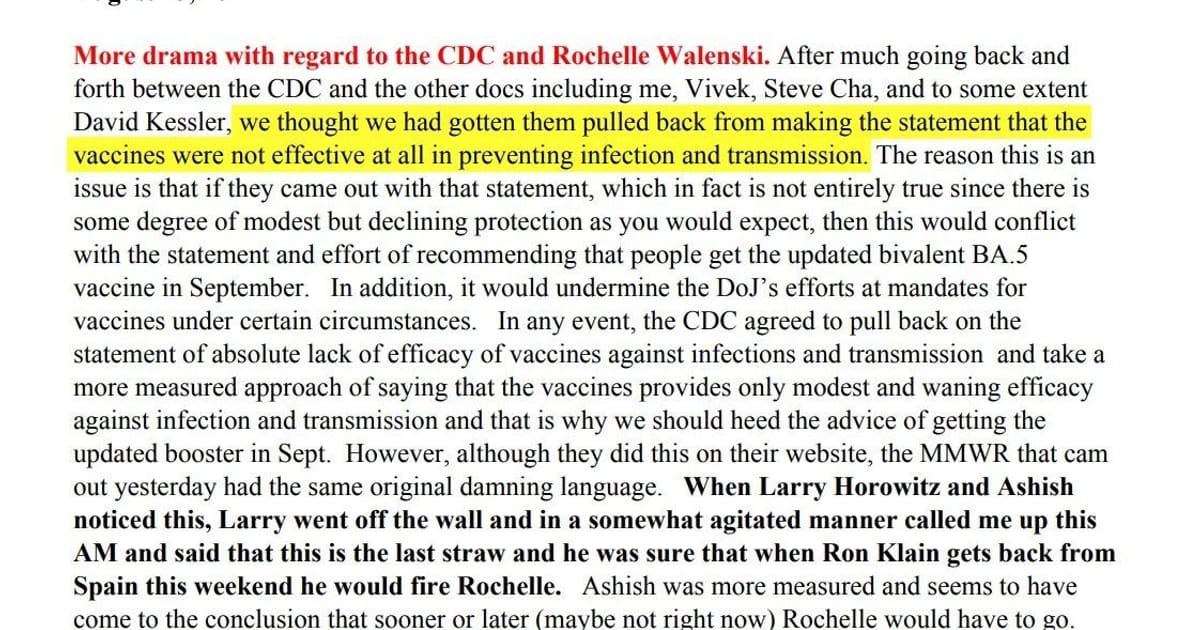 More drama with regard to the CDC and Rochelle Walenski. After much going back and
forth between the CDC and the other docs including me, Vivek, Steve Cha, and to some extent
David Kessler, we thought we had gotten them pulled back from making the statement that the
vaccines were not effective at all in preventing infection and transmission. The reason this is an
issue is that if they came out with that statement, which in fact is not entirely true since there is
some degree of modest but declining protection as you would expect, then this would conflict
with the statement and effort of recommending that people get the updated bivalent BA.5
vaccine in September. In addition, it would undermine the DoJ’s efforts at mandates for
vaccines under certain circumstances. In any event, the CDC agreed to pull back on the
statement of absolute lack of efficacy of vaccines against infections and transmission and take a
more measured approach of saying that the vaccines provides only modest and waning efficacy
against infection and transmission and that is why we should heed the advice of getting the
updated booster in Sept. However, although they did this on their website, the MMWR that cam
out yesterday had the same original damning language. When Larry Horowitz and Ashish
noticed this, Larry went off the wall and in a somewhat agitated manner called me up this
AM and said that this is the last straw and he was sure that when Ron Klain gets back from
Spain this weekend he would fire Rochelle. Ashish was more measured and seems to have
come to the conclusion that sooner or later (maybe not right now) Rochelle would have to go.